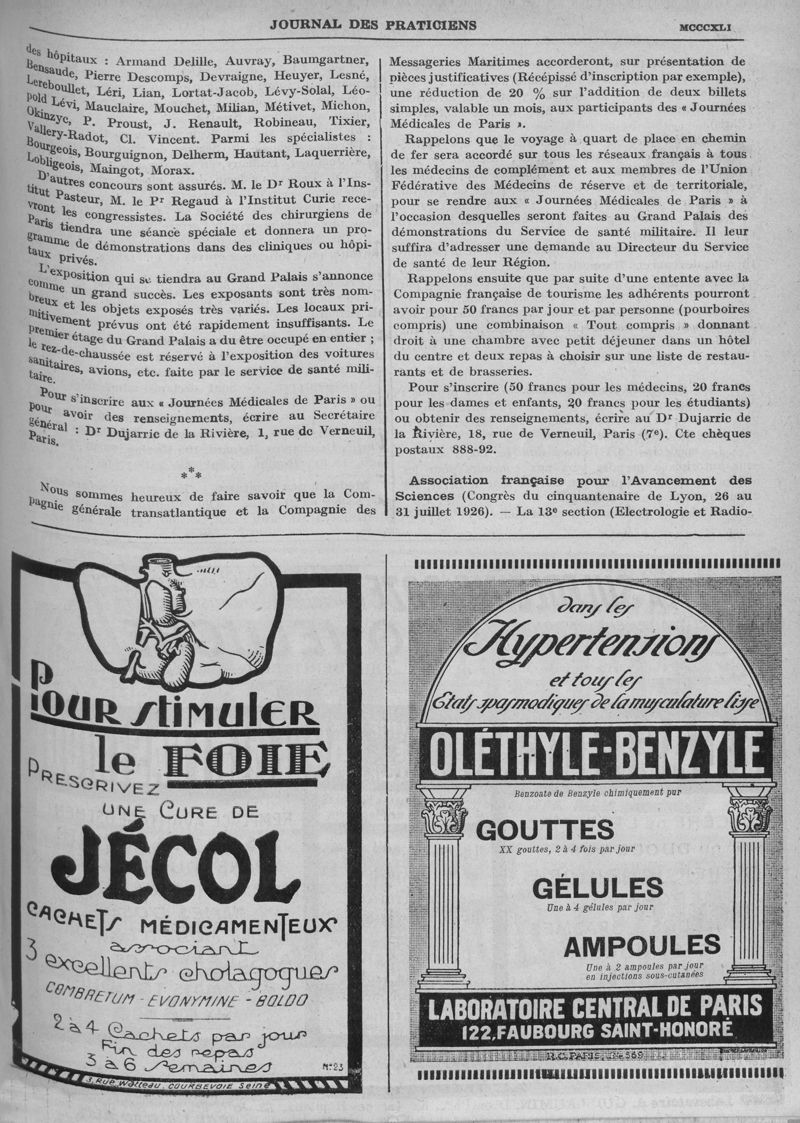 JOURNAL DES PRATICIENS
MCCCXLI
des hôpitaux : Armand Delille, Auvray, Baumgartner,
Bensaude, Pierre Descomps, Devraigne, Heuyer, Lesné,
Lereboullet, Léri, Lian, Lortat-Jacob, Lévy-Solal, Léo-
pold Lévi, Mauclaire, Mouchet, Milian, Métivet, Michon,
Okinzyc, P. Proust, J. Renault, Robineau, Tixier,
Vallery-Radot, Cl. Vincent. Parmi les spécialistes :
Bourgeois, Bourguignon, Delherm, Hautant, Laquerrière,
Lobligeois, Maingot, Morax.
D'autres concours sont assurés. M. le Dr Roux à l'Ins-
titut Pasteur, M. le Pr Regaud à l'Institut Curie rece-
vront les congressistes. La Société des chirurgiens de
Paris tiendra une séance spéciale et donnera un pro-
gramme de démonstrations dans des cliniques ou hôpi-
taux privés.
L'exposition qui se tiendra au Grand Palais s'annonce
comme un grand succès. Les exposants sont très nom-
breux et les objets exposés très variés. Les locaux pri-
mitivement prévus ont été rapidement insuffisants. Le
premier étage du Grand Palais a du être occupé en entier ;
le rez-de-chaussée est réservé à l'exposition des voitures
sanitaires, avions, etc. faite par le service de santé mili-
taire.
Pour s'inscrire aux « Journées Médicales de Paris » ou
pour avoir des renseignements, écrire au Secrétaire
général : Dr Dujarric de la Rivière, 1, rue de Verneuil,
Paris.
***
Nous sommes heureux de faire savoir que la Com-
pagnie générale transatlantique et la Compagnie des
Messageries Maritimes accorderont, sur présentation de
pièces justificatives (Récépissé d'inscription par exemple),
une réduction de 20 % sur l'addition de deux billets
simples, valable un mois, aux participants des « Journées
Médicales de Paris ».
Rappelons que le voyage à quart de place en chemin
de fer sera accordé sur tous les réseaux français à tous
les médecins de complément et aux membres de l'Union
Fédérative des Médecins de réserve et de territoriale,
pour se rendre aux « Journées Médicales de Paris » à
l'occasion desquelles seront faites au Grand Palais des
démonstrations du Service de santé militaire. Il leur
suffira d'adresser une demande au Directeur du Service
de santé de leur Région.
Rappelons ensuite que par suite d'une entente avec la
Compagnie française de tourisme les adhérents pourront
avoir pour 50 francs par jour et par personne (pourboires
compris) une combinaison « Tout compris » donnant
droit à une chambre avec petit déjeuner dans un hôtel
du centre et deux repas à choisir sur une liste de restau-
rants et de brasseries.
Pour s'inscrire (50 francs pour les médecins, 20 francs
pour les dames et enfants, 20 francs pour les étudiants)
ou obtenir des renseignements, écrire au Dr Dujarric de
la Rivière, 18, rue de Verneuil, Paris (7e). Cte chèques
postaux 888-92.
Association française pour l'Avancement des
Sciences (Congrès du cinquantenaire de Lyon, 26 au
31 juillet 1926). — La 13e section (Electrologie et Radio-
Pour stimuler
le FOIE
PRESCRIVEZ
UNE CURE DE
JÉCOL
CACHETS MÉDICAMENTEUX
associant
3 excellents cholagogues
COMBRETUM - EVONYMINE - BOLDO
2 à 4 Cachets par jour
Fin des repas
3 à 6 Semaines
No 23
3, Rue Watteau, COURBEVOIE Seine
dans les
Hypertensions
et tous les
États spasmodiques de la musculature lisse
OLÉTHYLE-BENZYLE
Benzoate de Benzyle chimiquement pur
GOUTTES
XX gouttes, 2 à 4 fois par jour
GÉLULES
Une à 4 gélules par jour
AMPOULES
Une à 2 ampoules par jour
en injections sous-cutanées
LABORATOIRE CENTRAL DE PARIS
122, FAUBOURG SAINT-HONORÉ
R.C. PARIS,